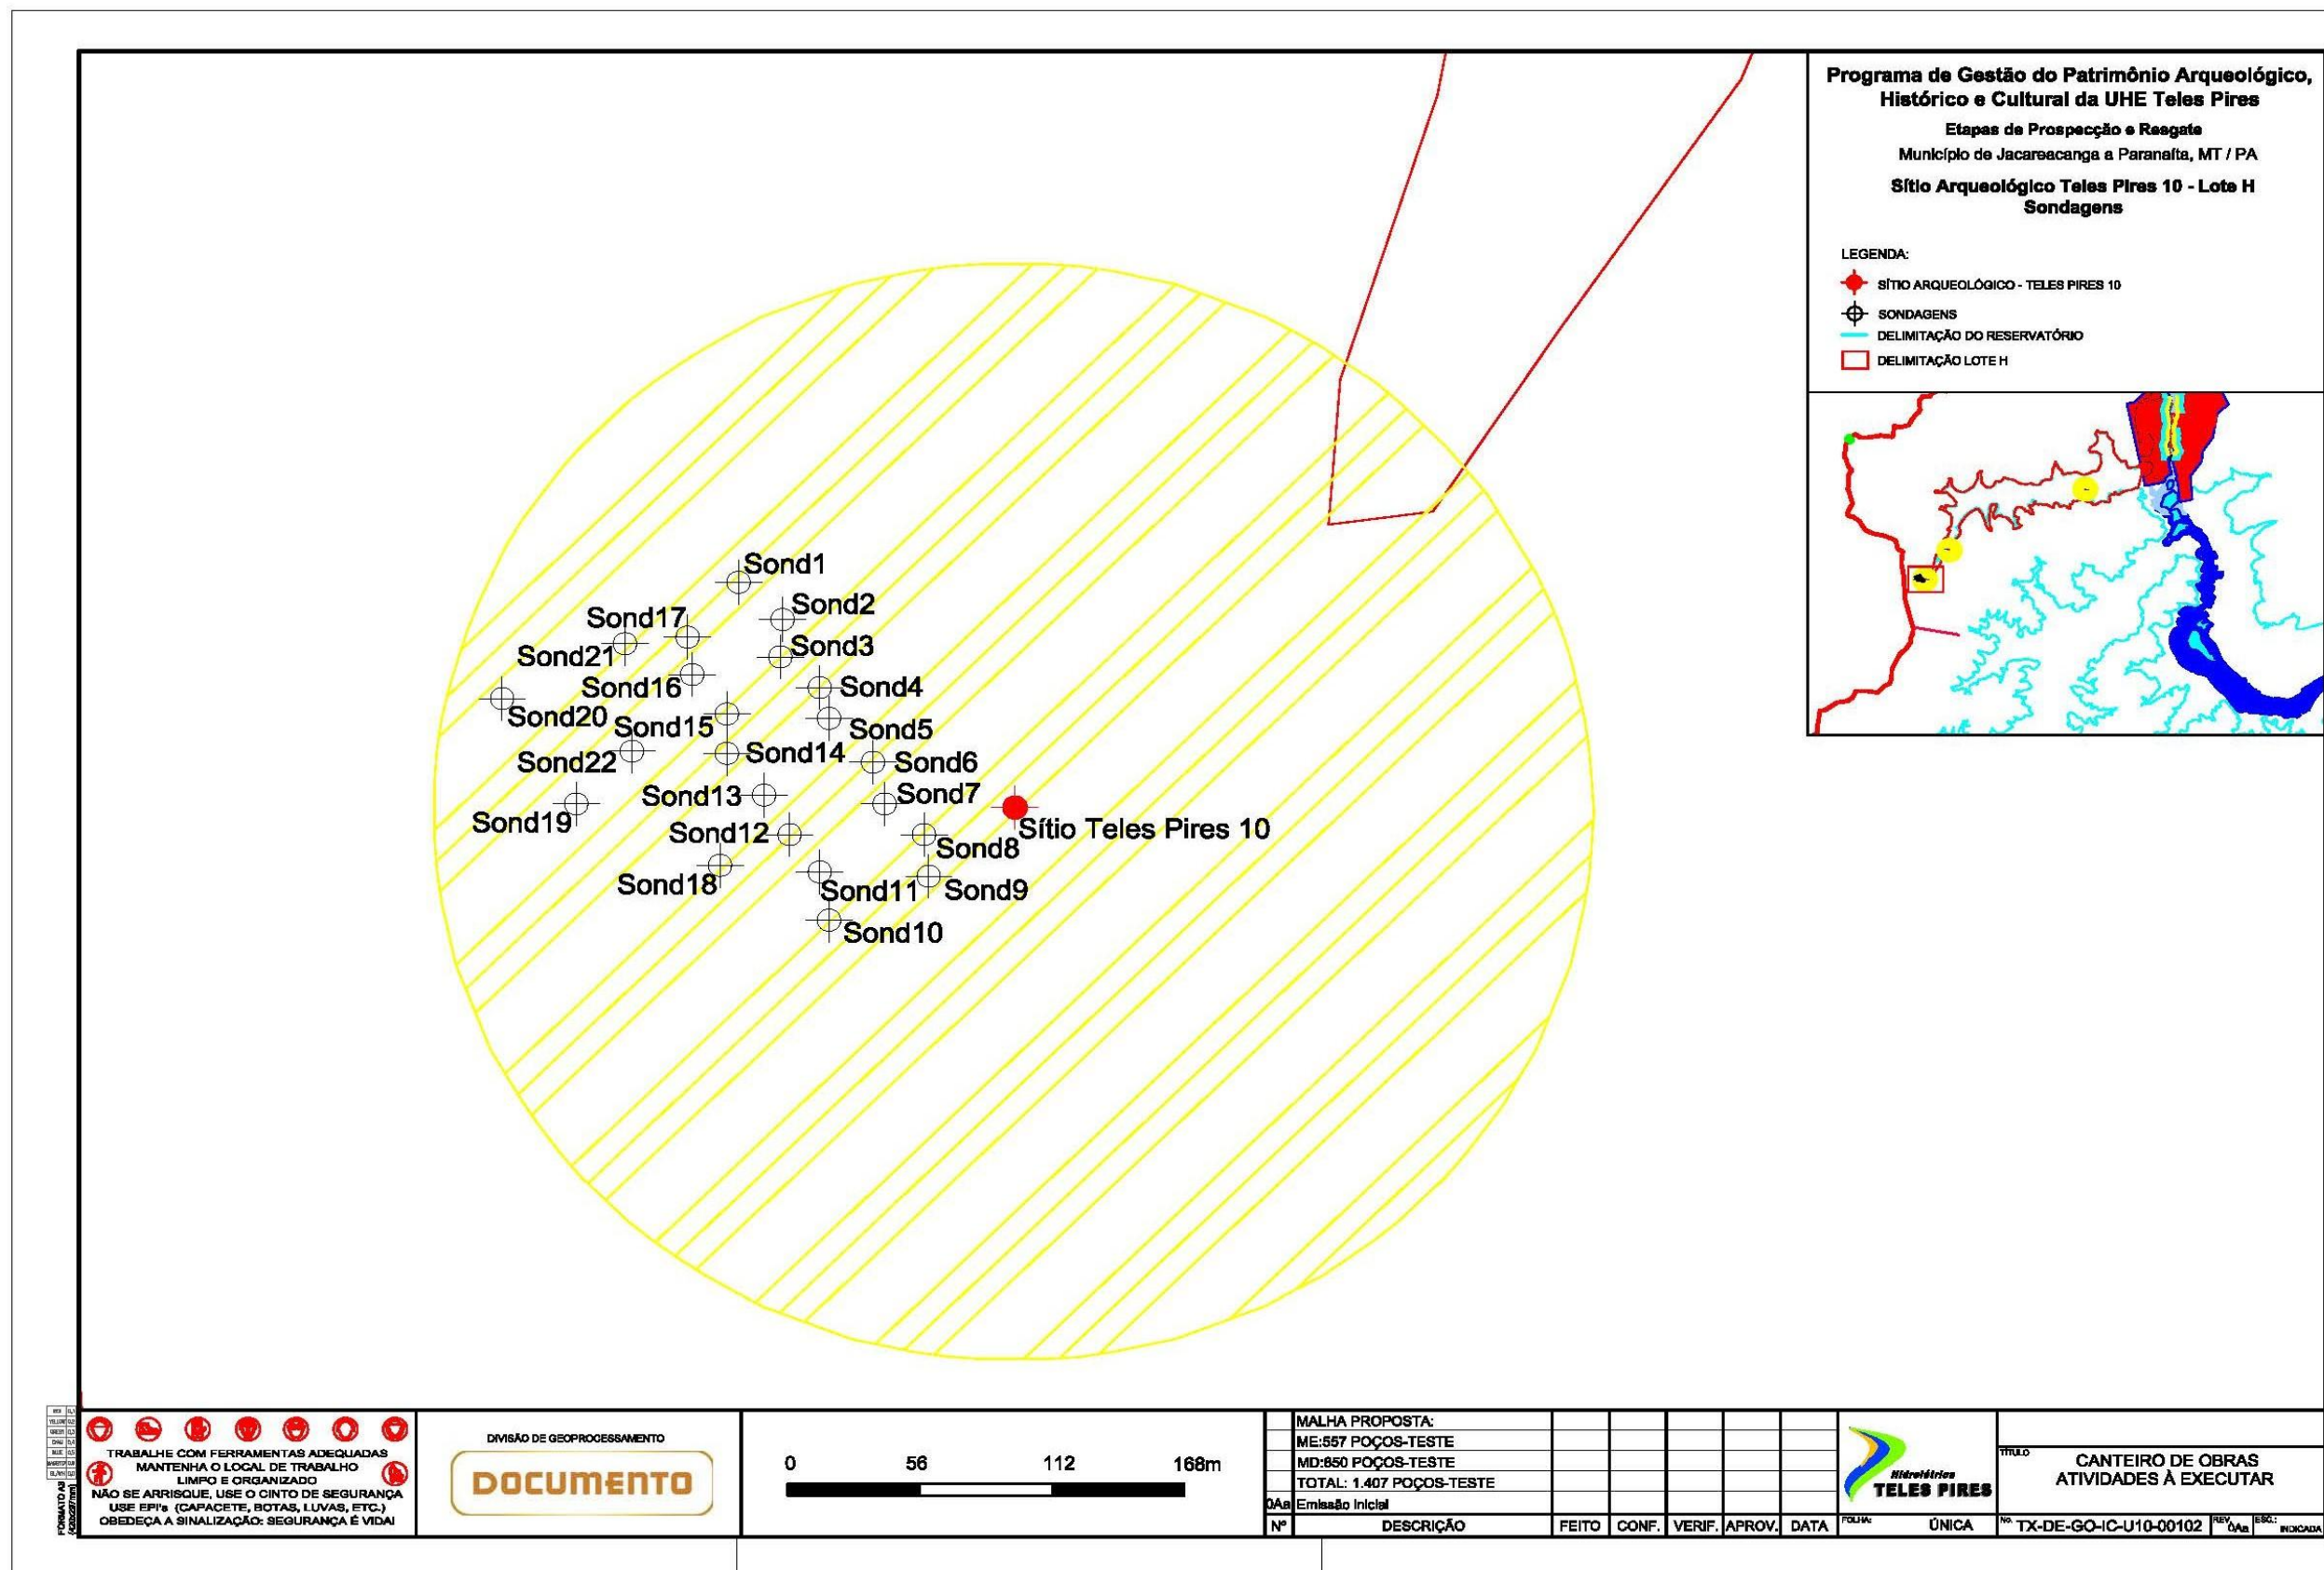 Programa de Gestão do Patrimônio Arqueológico,
Histórico e Cultural da UHE Teles Pires
Etapas de Prospecção e Resgate
Município de Jacareacanga a Paranaíta, MT / PA
Sítio Arqueológico Teles Pires 10 - Lote H
Sondagens
LEGENDA:
SÍTIO ARQUEOLÓGICO - TELES PIRES 10
SONDAGENS
DELIMITAÇÃO DO RESERVATÓRIO
DELIMITAÇÃO LOTE H
Sond1
Sond2
Sond17
Sond3
Sond21
Sond16
Sond4
Sond20
Sond15
Sond5
Sond14
Sond22
Sond6
Sond13
Sond7
Sond19
Sond12
Sítio Teles Pires 10
Sond8
Sond18
Sond11
Sond9
Sond10
TRABALHE COM FERRAMENTAS ADEQUADAS
MANTENHA O LOCAL DE TRABALHO
LIMPO E ORGANIZADO
NÃO SE ARRISQUE, USE O CINTO DE SEGURANÇA
USE EPI's (CAPACETE, BOTAS, LUVAS, ETC.)
OBEDEÇA A SINALIZAÇÃO: SEGURANÇA É VIDA!
DIVISÃO DE GEOPROCESSAMENTO
DOCUMENTO
0 56 112 168m
MALHA PROPOSTA:
ME:557 POÇOS-TESTE
MD:850 POÇOS-TESTE
TOTAL: 1.407 POÇOS-TESTE
0Aa Emissão Inicial
Nº DESCRIÇÃO FEITO CONF. VERIF. APROV. DATA
Hidrelétrica
TELES PIRES
TÍTULO
CANTEIRO DE OBRAS
ATIVIDADES À EXECUTAR
FOLHA: ÚNICA
No. TX-DE-GO-IC-U10-00102
REV. 0Aa
ESC.: INDICADA